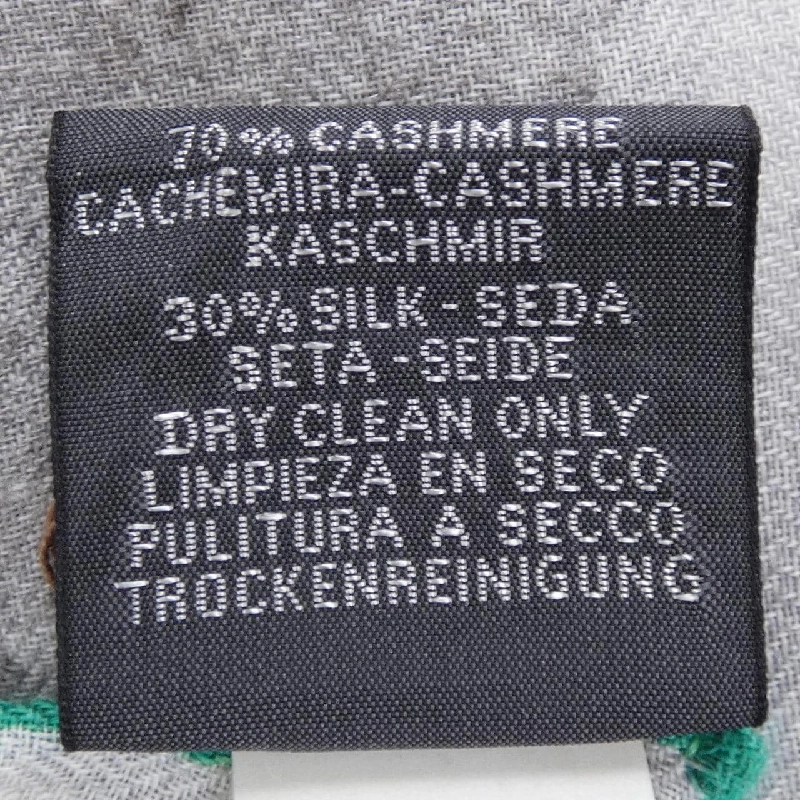 70% CASHMERE
CACHEMIRA-CASHMERE
KASCHMIR
30% SILK - SEDA
SETA - SEIDE
DRY CLEAN ONLY
LIMPIEZA EN SECO
PULITURA A SECCO
TROCKENREINIGUNG